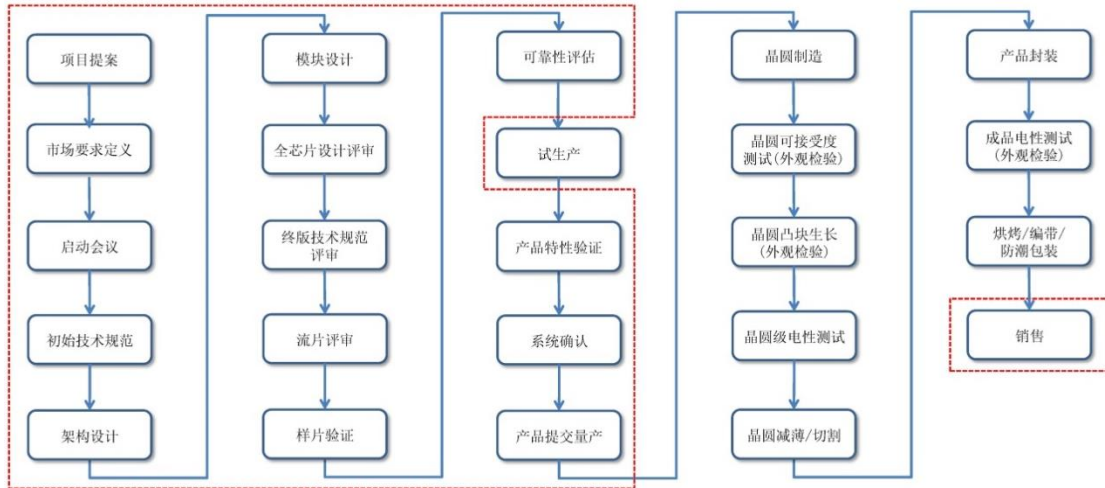 项目提案
市场要求定义
启动会议
初始技术规范
架构设计
模块设计
全芯片设计评审
终版技术规范
评审
流片评审
样片验证
可靠性评估
试生产
产品特性验证
系统确认
产品提交量产
晶圆制造
晶圆可接受度
测试(外观检验)
晶圆凸块生长
(外观检验)
晶圆级电性测试
晶圆减薄/切割
产品封装
成品电性测试
(外观检验)
烘烤/编带/
防潮包装
销售